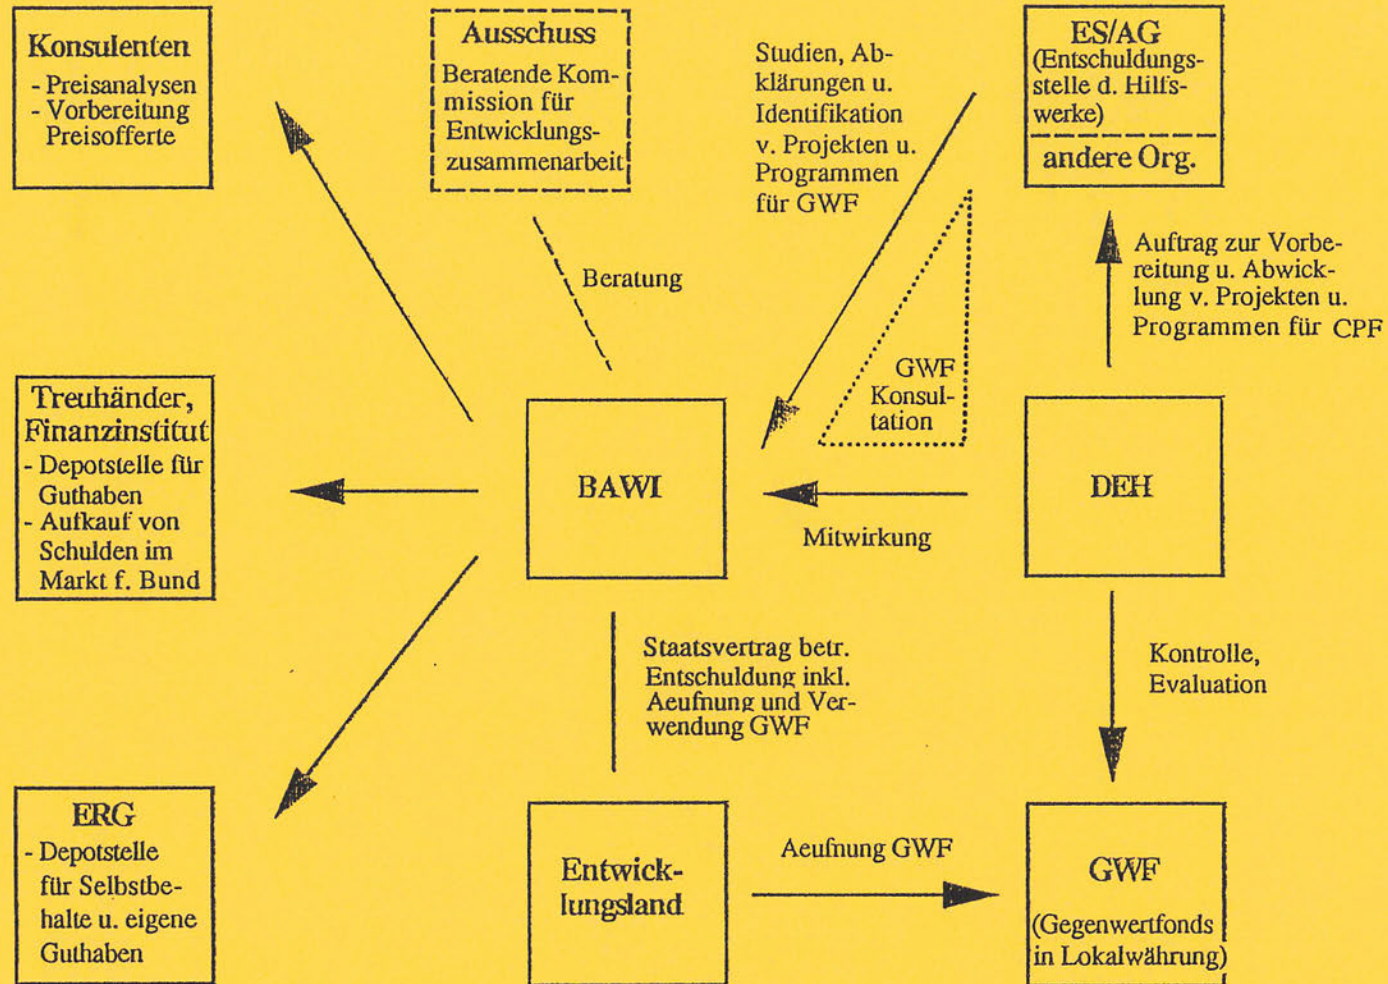 Konsulenten
- Preisanalysen
- Vorbereitung
Preisofferte
Ausschuss
Beratende Kom-
mission für
Entwicklungs-
zusammenarbeit
Studien, Ab-
klärungen u.
Identifikation
v. Projekten u.
Programmen
für GWF
ES/AG
(Entschuldungs-
stelle d. Hilfs-
werke)
andere Org.
Auftrag zur Vorbe-
reitung u. Abwick-
lung v. Projekten u.
Programmen für CPF
Beratung
GWF
Konsul-
tation
Treuhänder,
Finanzinstitut
- Depotstelle für
Guthaben
- Aufkauf von
Schulden im
Markt f. Bund
BAWI
Mitwirkung
DEH
Staatsvertrag betr.
Entschuldung inkl.
Aeufnung und Ver-
wendung GWF
Kontrolle,
Evaluation
ERG
- Depotstelle
für Selbstbe-
halte u. eigene
Guthaben
Entwick-
lungsland
Aeufnung GWF
GWF
(Gegenwertfonds
in Lokalwährung)